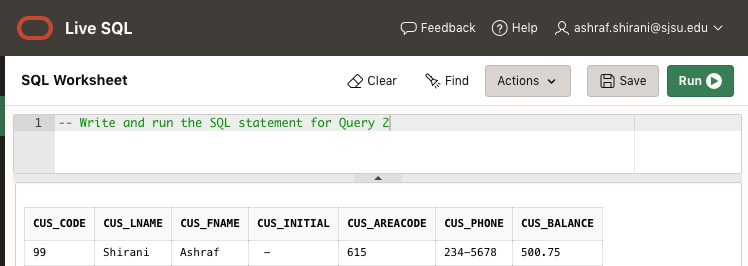 Live SQL Feedback Help ashraf.shirani@sjsu.edu
SQL Worksheet Clear Find Actions Save Run
1 -- Write and run the SQL statement for Query 2
CUS_CODE CUS_LNAME CUS_FNAME CUS_INITIAL CUS_AREACODE CUS_PHONE CUS_BALANCE
99 Shirani Ashraf - 615 234-5678 500.75